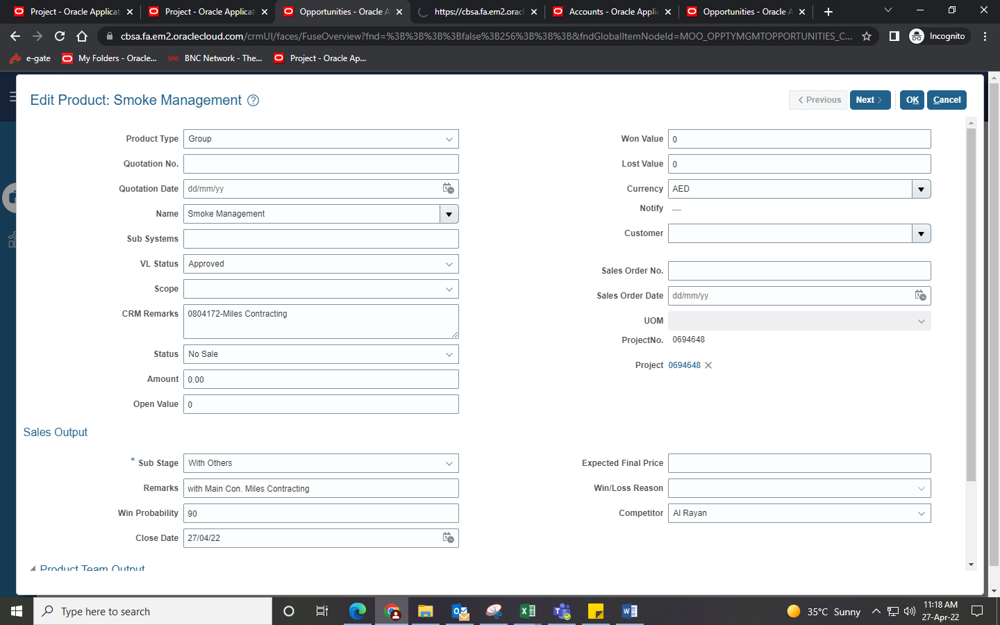 Project - Oracle Applicat
Project - Oracle Applicat
Opportunities - Oracle A
https://cbsa.fa.em2.oracl
Accounts - Oracle Applic
Opportunities - Oracle A
cbsa.fa.em2.oraclecloud.com/crmUI/faces/FuseOverview?fnd=%3B%3B%3B%3Bfalse%3B256%3B%3B%3B&fndGlobalItemNodeId=MOO_OPPTYMGMTOPPORTUNITIES_C...
Incognito
e-gate
My Folders - Oracle...
bnc BNC Network - The...
Project - Oracle Ap...
Edit Product: Smoke Management
Previous
Next
OK
Cancel
Product Type Group
Quotation No.
Quotation Date dd/mm/yy
Name Smoke Management
Sub Systems
VL Status Approved
Scope
CRM Remarks 0804172-Miles Contracting
Status No Sale
Amount 0.00
Open Value 0
Won Value 0
Lost Value 0
Currency AED
Notify —
Customer
Sales Order No.
Sales Order Date dd/mm/yy
UOM
ProjectNo. 0694648
Project 0694648
Sales Output
* Sub Stage With Others
Remarks with Main Con. Miles Contracting
Win Probability 90
Close Date 27/04/22
Expected Final Price
Win/Loss Reason
Competitor Al Rayan
Product Team Output
Type here to search
35°C Sunny
11:18 AM
27-Apr-22